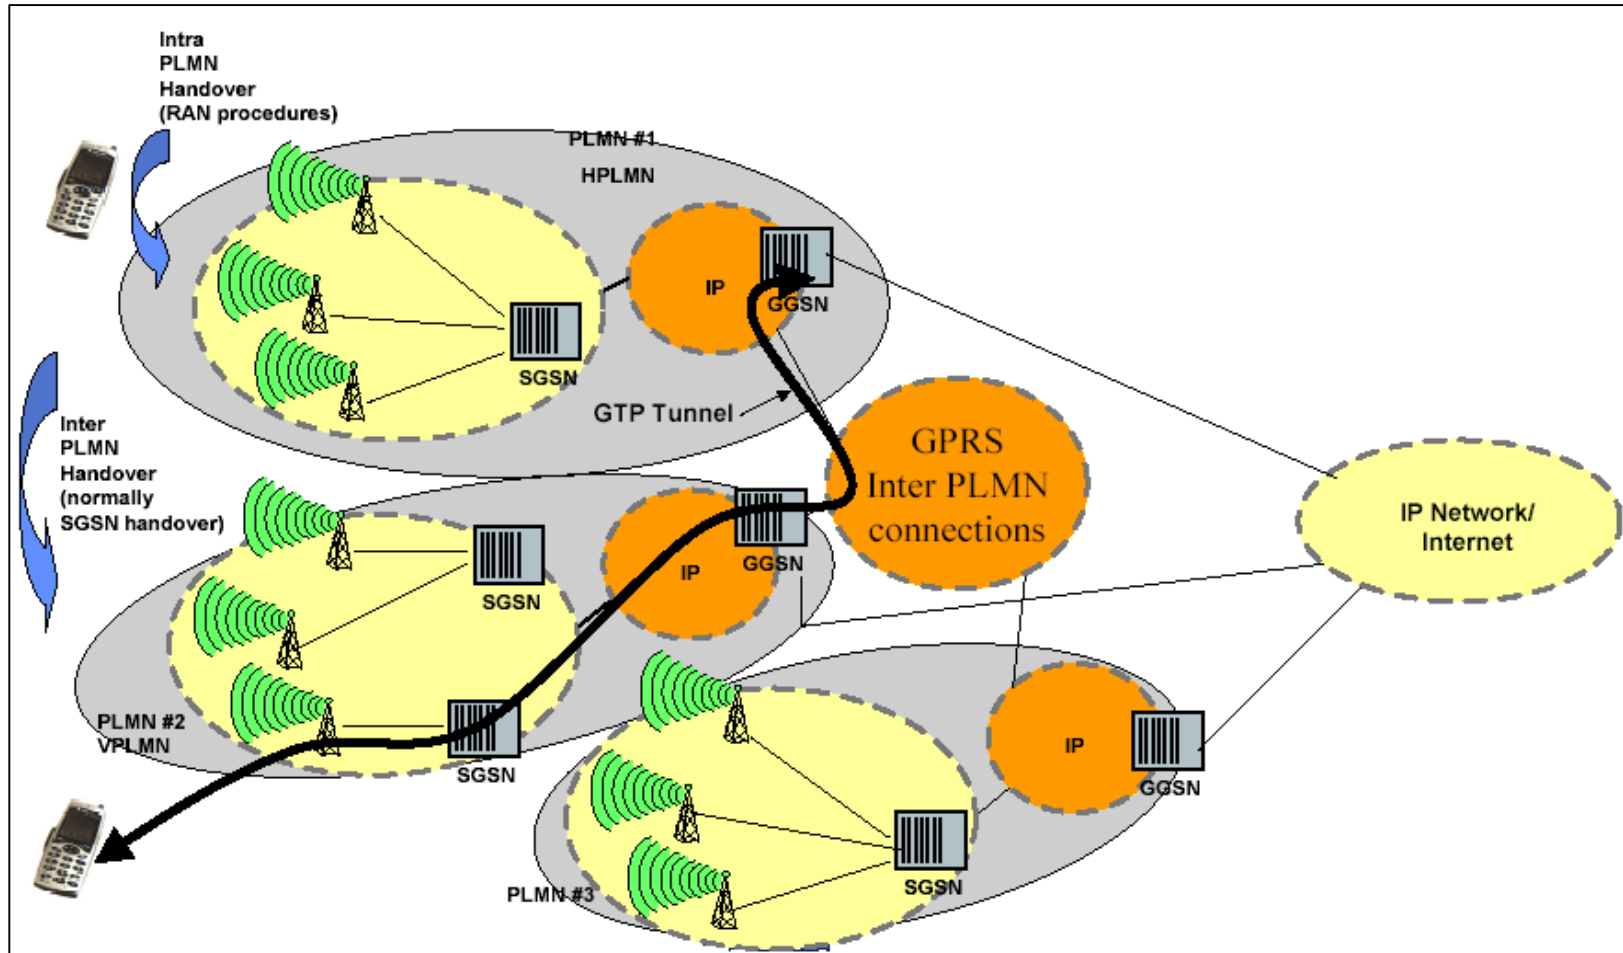 Intra
PLMN
Handover
(RAN procedures)
PLMN #1
HPLMN
IP
GGSN
SGSN
GTP Tunnel
Inter
PLMN
Handover
(normally
SGSN handover)
GPRS
Inter PLMN
connections
IP Network/
Internet
SGSN
IP
GGSN
PLMN #2
VPLMN
SGSN
IP
GGSN
SGSN
PLMN #3